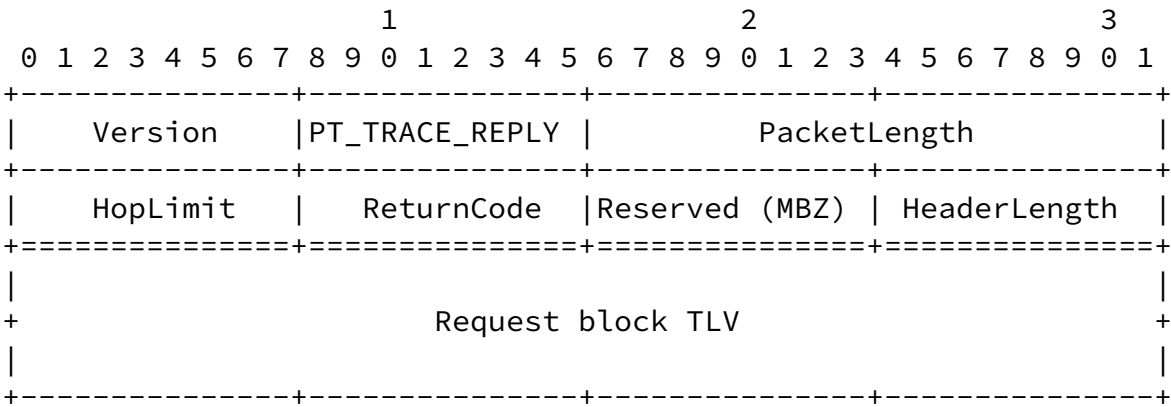 1                   2                   3
 0 1 2 3 4 5 6 7 8 9 0 1 2 3 4 5 6 7 8 9 0 1 2 3 4 5 6 7 8 9 0 1
+---------------+---------------+---------------+---------------+
|    Version    |PT_TRACE_REPLY |         PacketLength          |
+---------------+---------------+---------------+---------------+
|    HopLimit   |   ReturnCode  |Reserved (MBZ) | HeaderLength  |
+===============+===============+===============+===============+
|                                                               |
+                       Request block TLV                       +
|                                                               |
+---------------+---------------+---------------+---------------+